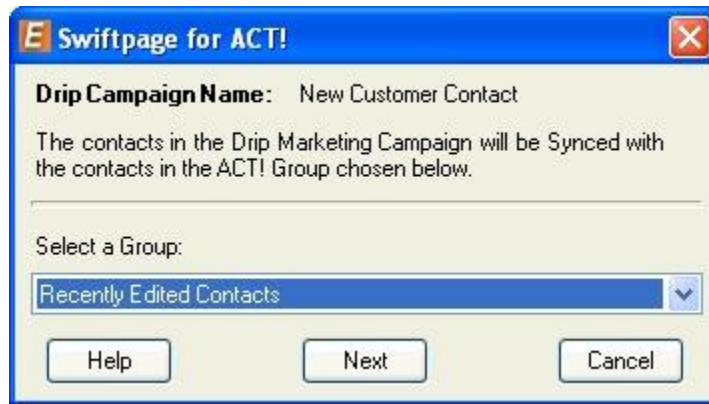 E Swiftpage for ACT!
Drip Campaign Name: New Customer Contact
The contacts in the Drip Marketing Campaign will be Synced with
the contacts in the ACT! Group chosen below.
Select a Group:
Recently Edited Contacts
Help Next Cancel